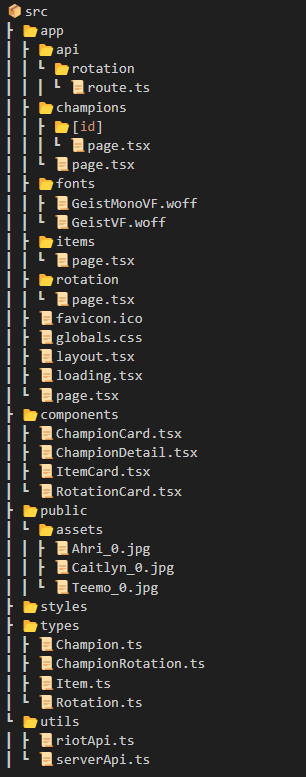 📦 src
┣ 📂app
┃ ┣ 📂api
┃ ┃ ┗ 📂rotation
┃ ┃ ┃ ┗ 📜route.ts
┃ ┣ 📂champions
┃ ┃ ┣ 📂[id]
┃ ┃ ┃ ┗ 📜page.tsx
┃ ┃ ┗ 📜page.tsx
┃ ┣ 📂fonts
┃ ┃ ┣ 📜GeistMonoVF.woff
┃ ┃ ┗ 📜GeistVF.woff
┃ ┣ 📂items
┃ ┃ ┗ 📜page.tsx
┃ ┣ 📂rotation
┃ ┃ ┗ 📜page.tsx
┃ ┣ 📜favicon.ico
┃ ┣ 📜globals.css
┃ ┣ 📜layout.tsx
┃ ┣ 📜loading.tsx
┃ ┗ 📜page.tsx
┣ 📂components
┃ ┣ 📜ChampionCard.tsx
┃ ┣ 📜ChampionDetail.tsx
┃ ┣ 📜ItemCard.tsx
┃ ┗ 📜RotationCard.tsx
┣ 📂public
┃ ┗ 📂assets
┃ ┃ ┣ 📜Ahri_0.jpg
┃ ┃ ┣ 📜Caitlyn_0.jpg
┃ ┃ ┗ 📜Teemo_0.jpg
┣ 📂styles
┣ 📂types
┃ ┣ 📜Champion.ts
┃ ┣ 📜ChampionRotation.ts
┃ ┣ 📜Item.ts
┃ ┗ 📜Rotation.ts
┗ 📂utils
┃ ┣ 📜riotApi.ts
┃ ┗ 📜serverApi.ts